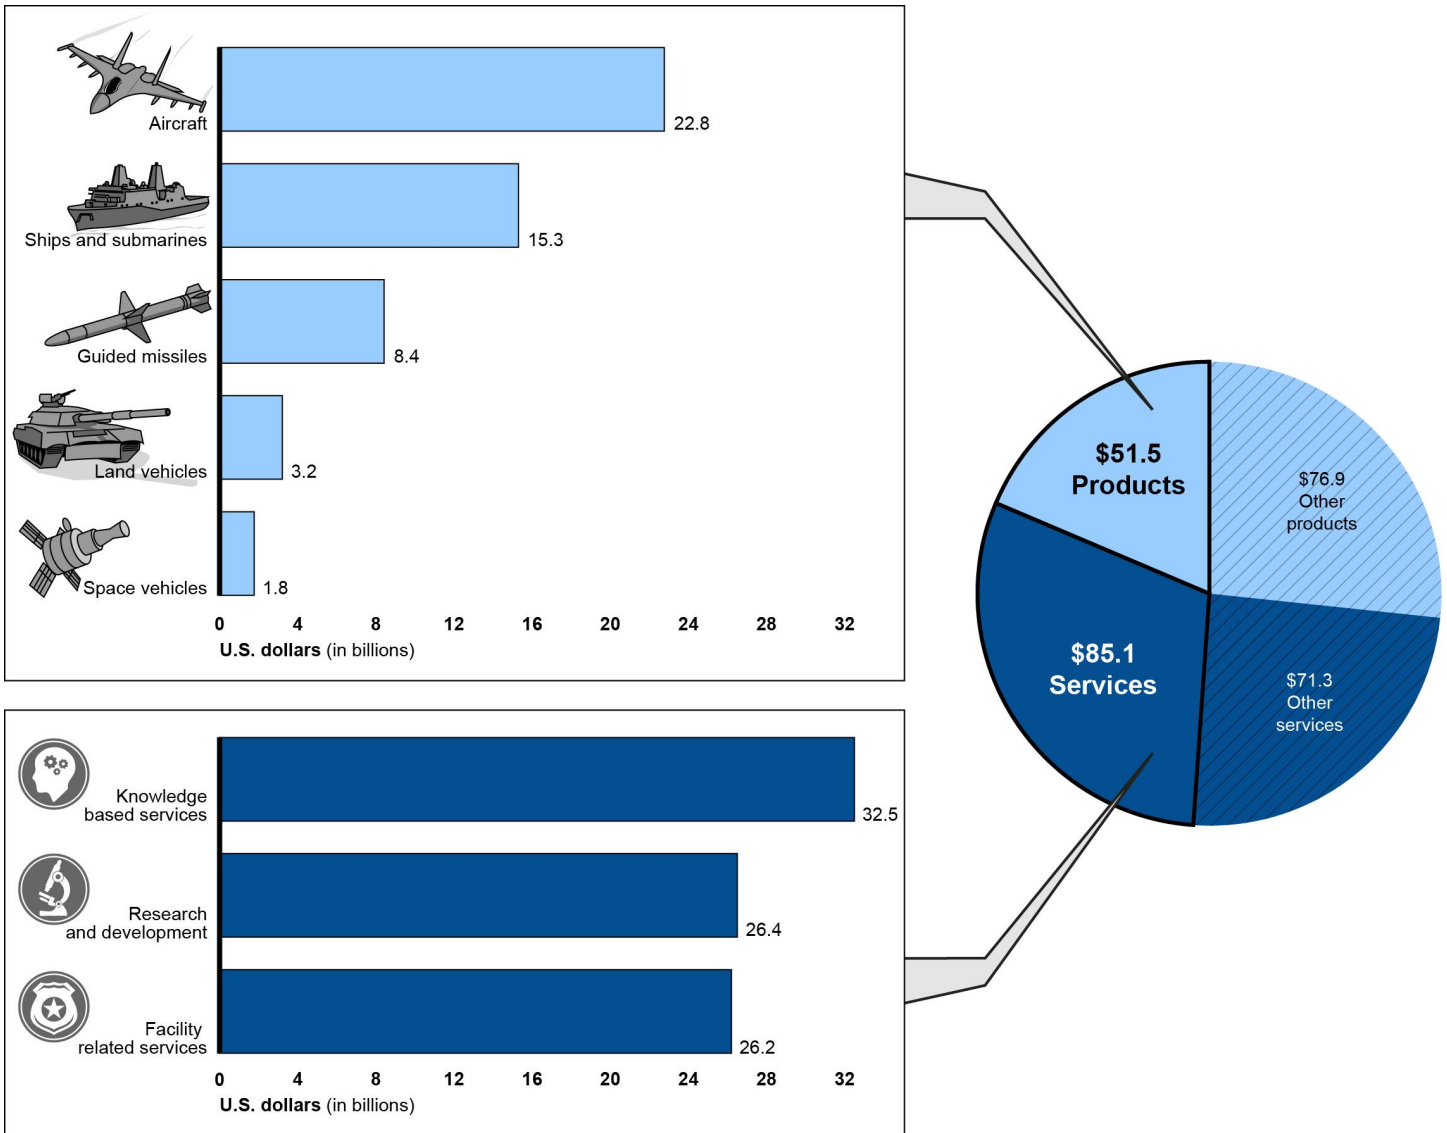 Aircraft
22.8
Ships and submarines
15.3
Guided missiles
8.4
Land vehicles
3.2
Space vehicles
1.8
0 4 8 12 16 20 24 28 32
U.S. dollars (in billions)
Knowledge
based services
32.5
Research
and development
26.4
Facility
related services
26.2
0 4 8 12 16 20 24 28 32
U.S. dollars (in billions)
$51.5
Products
$76.9
Other
products
$85.1
Services
$71.3
Other
services